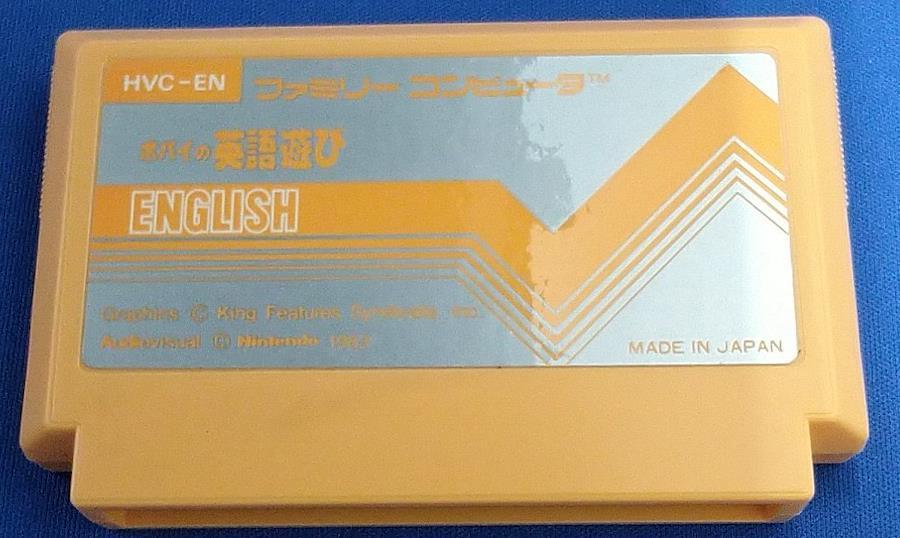 HVC-EN
ファミリー コンピュータ™
ポパイの英語遊び
ENGLISH
Graphics © King Features Syndicate, Inc.
Audiovisual © Nintendo 1983
MADE IN JAPAN